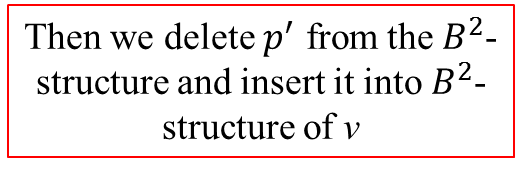 Then we delete p′ from the B²-
structure and insert it into B²-
structure of v